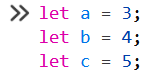 let a = 3;
let b = 4;
let c = 5;